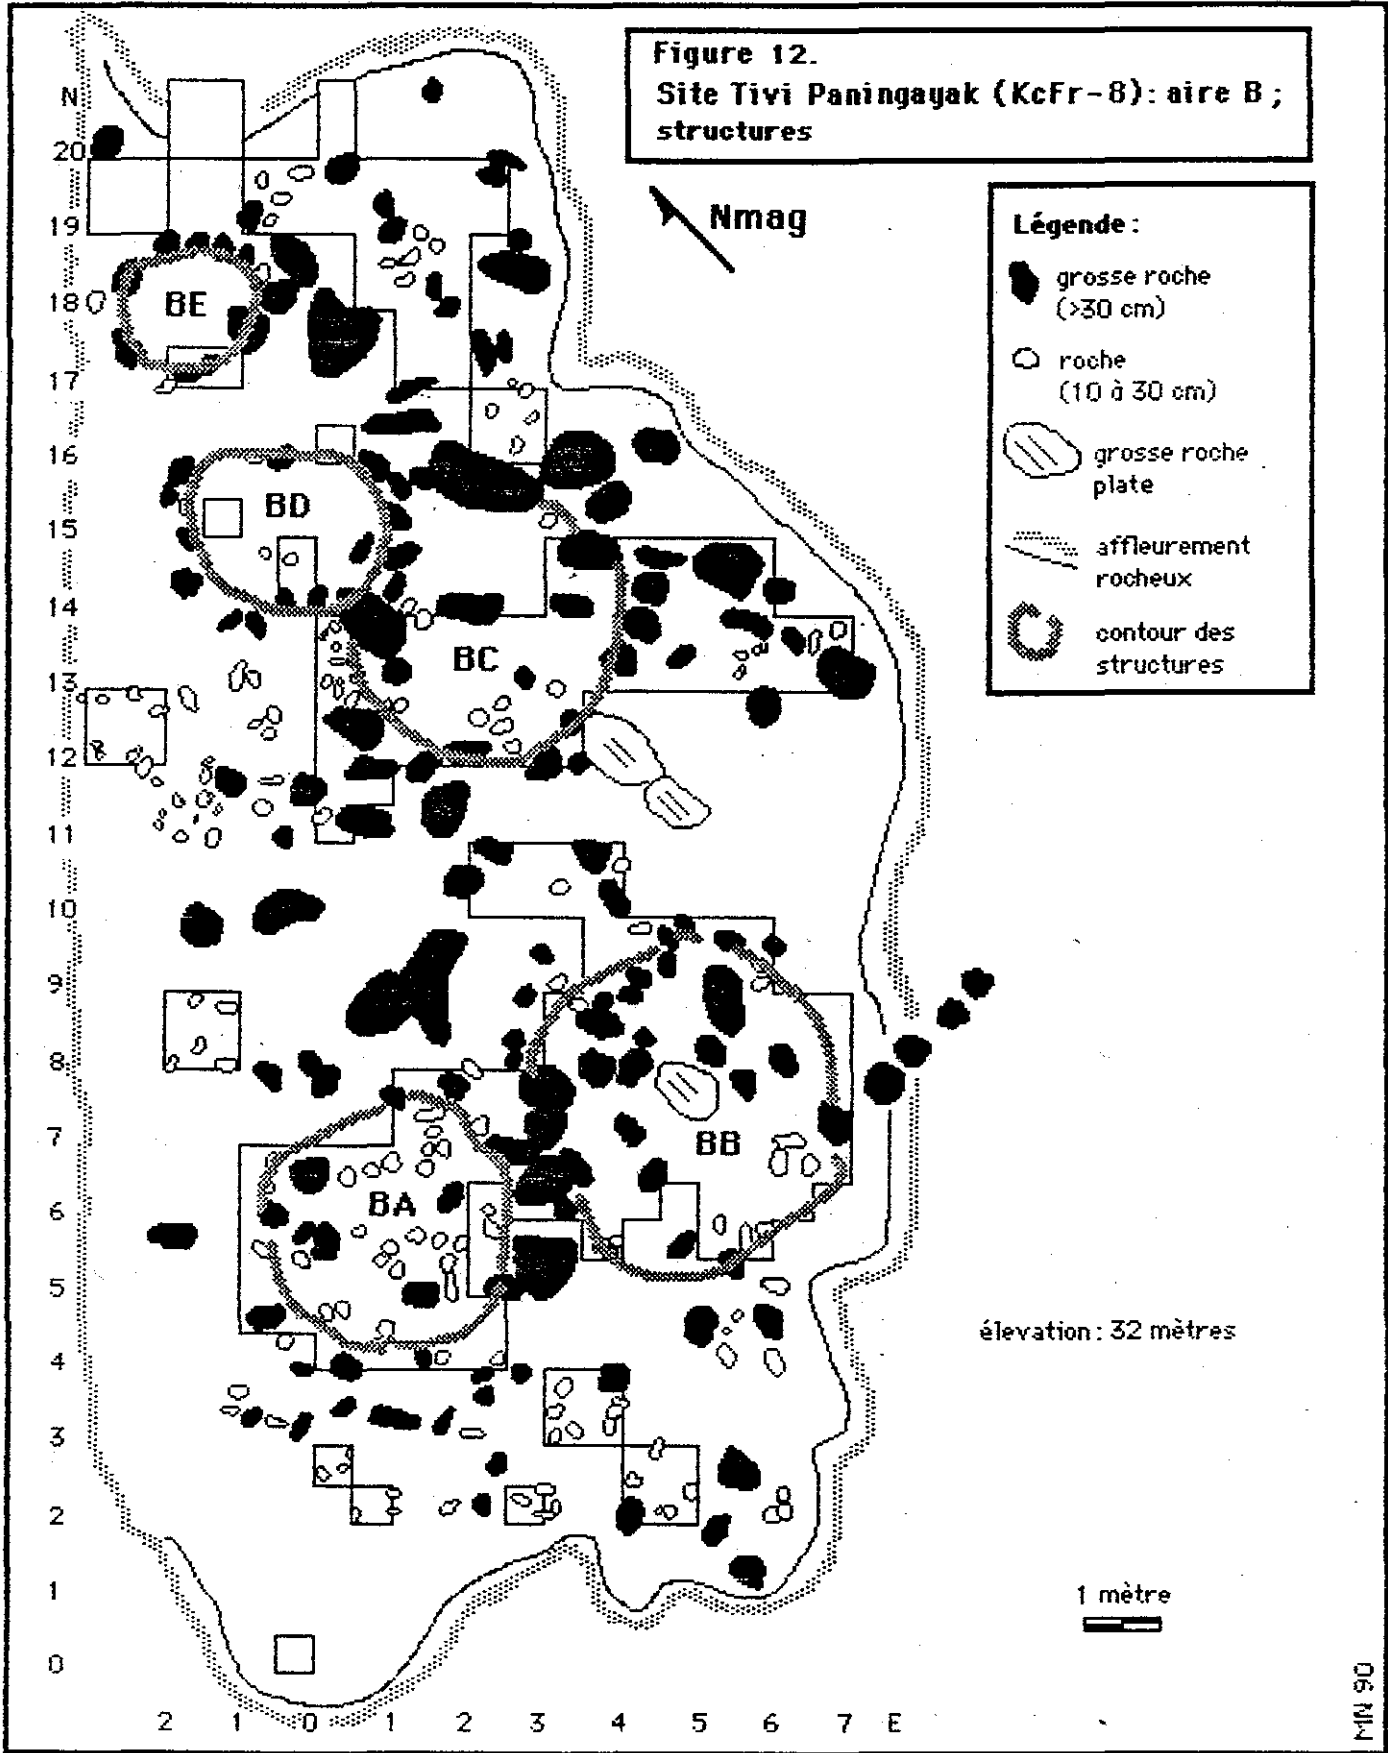 Figure 12.
Site Tivi Paningayak (KcFr-8): aire B ;
structures
Nmag
Légende :
grosse roche
(>30 cm)
roche
(10 à 30 cm)
grosse roche
plate
affleurement
rocheux
contour des
structures
N
20
19
18
17
16
15
14
13
12
11
10
9
8
7
6
5
4
3
2
1
0
BE
BD
BC
BB
BA
élevation : 32 mètres
1 mètre
2 1 0 1 2 3 4 5 6 7 E
MN 90